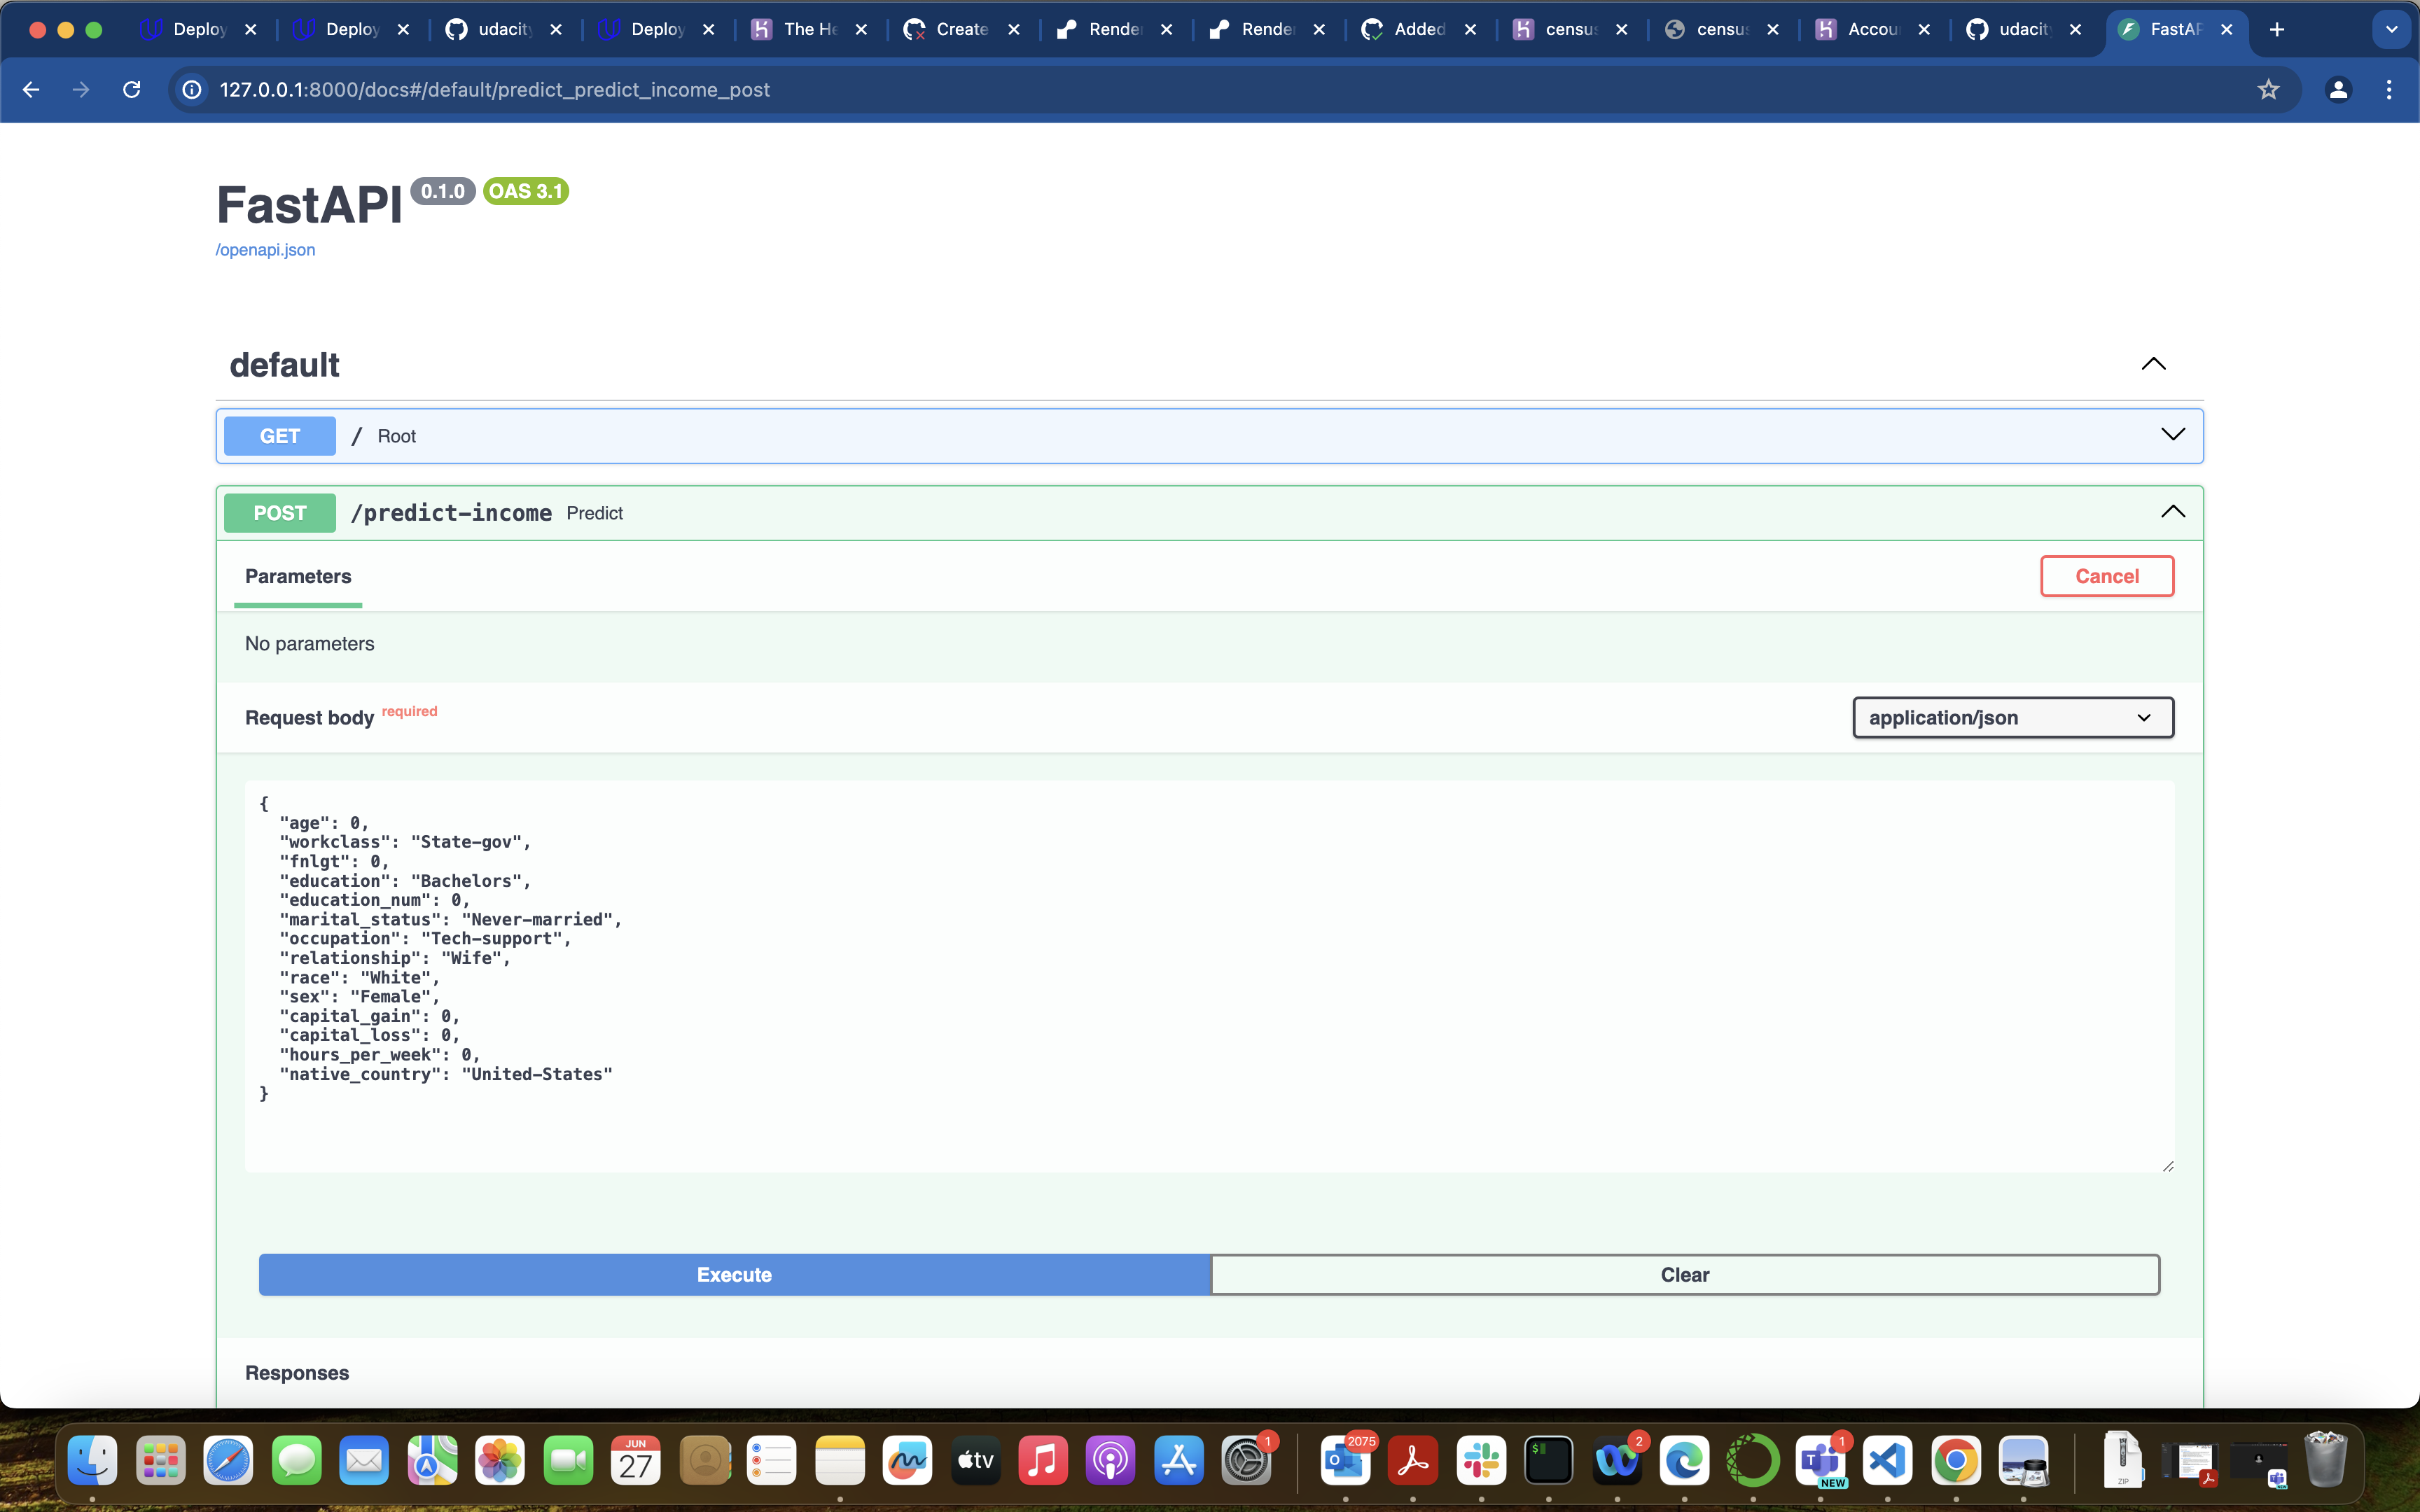 Deploy
Deploy
udacity
Deploy
The He
Create
Render
Render
Added
census
census
Accou
udacity
FastAP
127.0.0.1:8000/docs#/default/predict_predict_income_post
FastAPI 0.1.0 OAS 3.1
/openapi.json
default
GET / Root
POST /predict-income Predict
Parameters
Cancel
No parameters
Request body required
application/json
{
"age": 0,
"workclass": "State-gov",
"fnlgt": 0,
"education": "Bachelors",
"education_num": 0,
"marital_status": "Never-married",
"occupation": "Tech-support",
"relationship": "Wife",
"race": "White",
"sex": "Female",
"capital_gain": 0,
"capital_loss": 0,
"hours_per_week": 0,
"native_country": "United-States"
}
Execute
Clear
Responses
JUN
27
tv
1
2075
2
1
NEW
ZIP